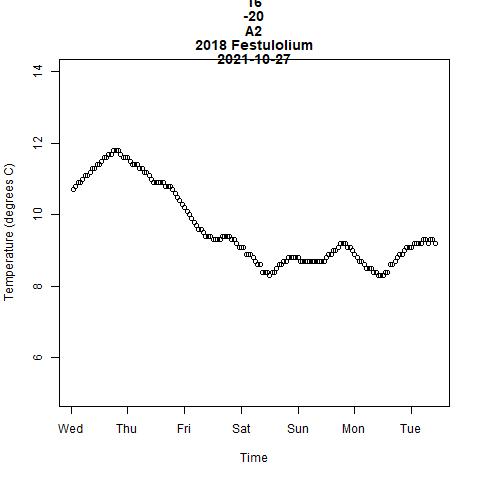 16
-20
A2
2018 Festulolium
2021-10-27
Temperature (degrees C)
14
12
10
8
6
Wed Thu Fri Sat Sun Mon Tue
Time